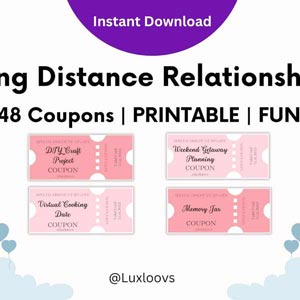 Instant Download
ng Distance Relationsh
48 Coupons | PRINTABLE | FUN
DIY Craft
Project
COUPON
Weekend Getaway
Planning
COUPON
Virtual Cooking
Date
COUPON
Memory Jar
COUPON
@Luxloovs